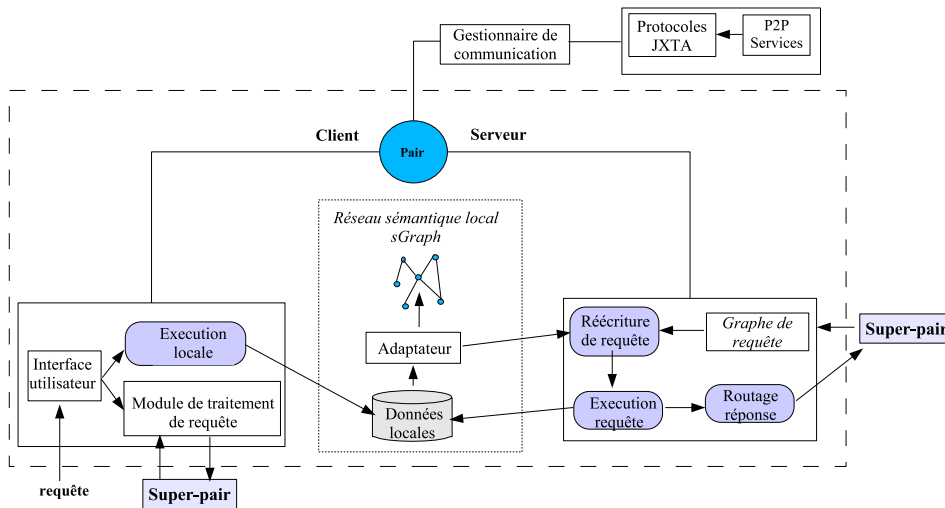 Gestionnaire de
communication
Protocoles
JXTA
P2P
Services
Client
Serveur
Pair
Réseau sémantique local
sGraph
Execution
locale
Interface
utilisateur
Module de traitement
de requête
Adaptateur
Données
locales
Réécriture
de requête
Graphe de
requête
Execution
requête
Routage
réponse
Super-pair
requête
Super-pair